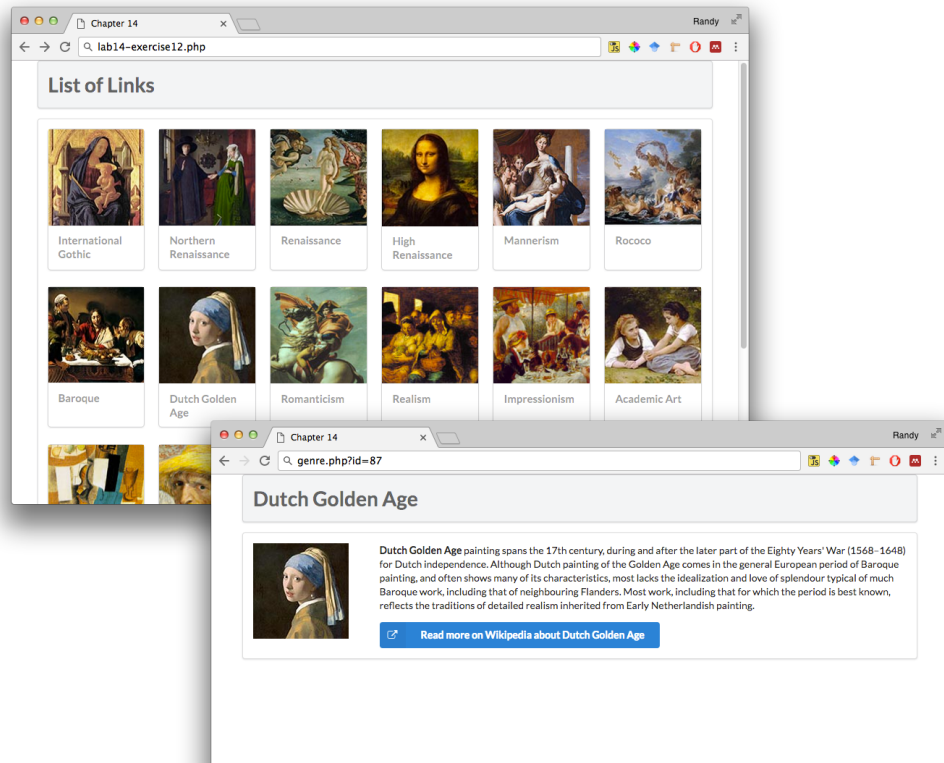 Chapter 14
Randy
lab14-exercise12.php
JS
List of Links
International
Gothic
Northern
Renaissance
Renaissance
High
Renaissance
Mannerism
Rococo
Baroque
Dutch Golden
Age
Romanticism
Realism
Impressionism
Academic Art
Chapter 14
Randy
genre.php?id=87
JS
Dutch Golden Age
Dutch Golden Age painting spans the 17th century, during and after the later part of the Eighty Years' War (1568–1648)
for Dutch independence. Although Dutch painting of the Golden Age comes in the general European period of Baroque
painting, and often shows many of its characteristics, most lacks the idealization and love of splendour typical of much
Baroque work, including that of neighbouring Flanders. Most work, including that for which the period is best known,
reflects the traditions of detailed realism inherited from Early Netherlandish painting.
Read more on Wikipedia about Dutch Golden Age